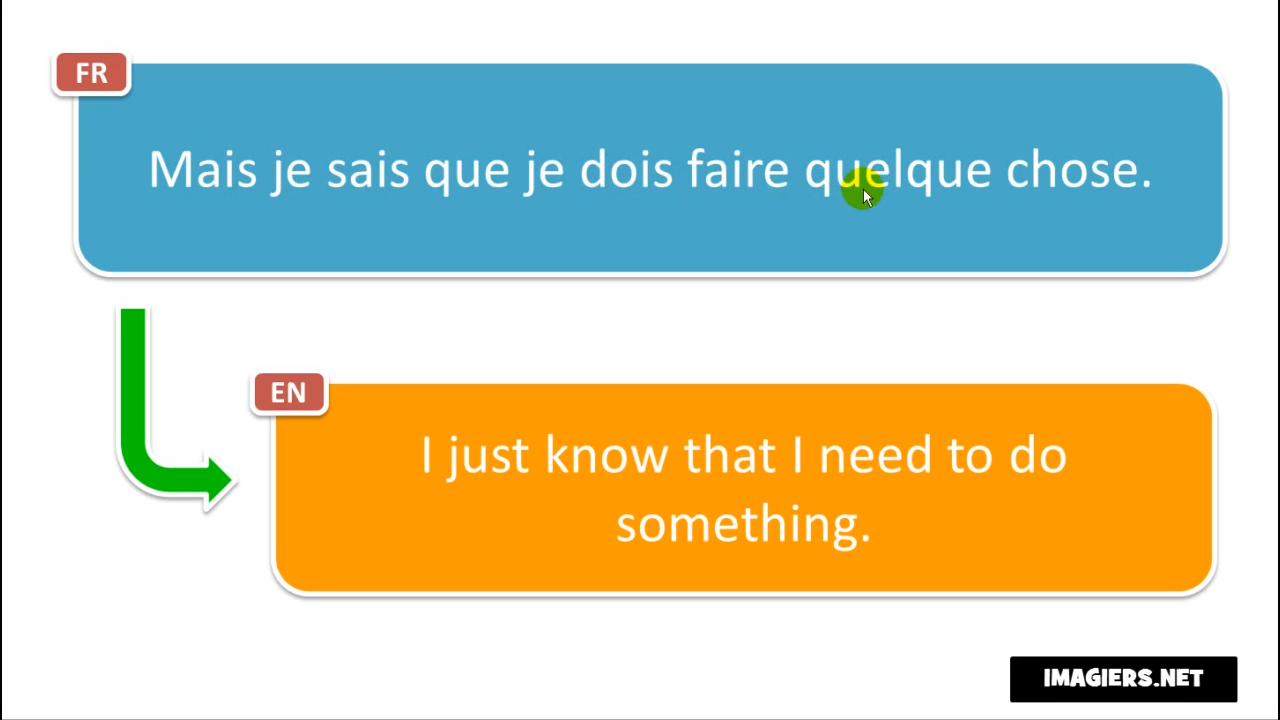 FR
Mais je sais que je dois faire quelque chose.
EN
I just know that I need to do
something.
IMAGIERS.NET